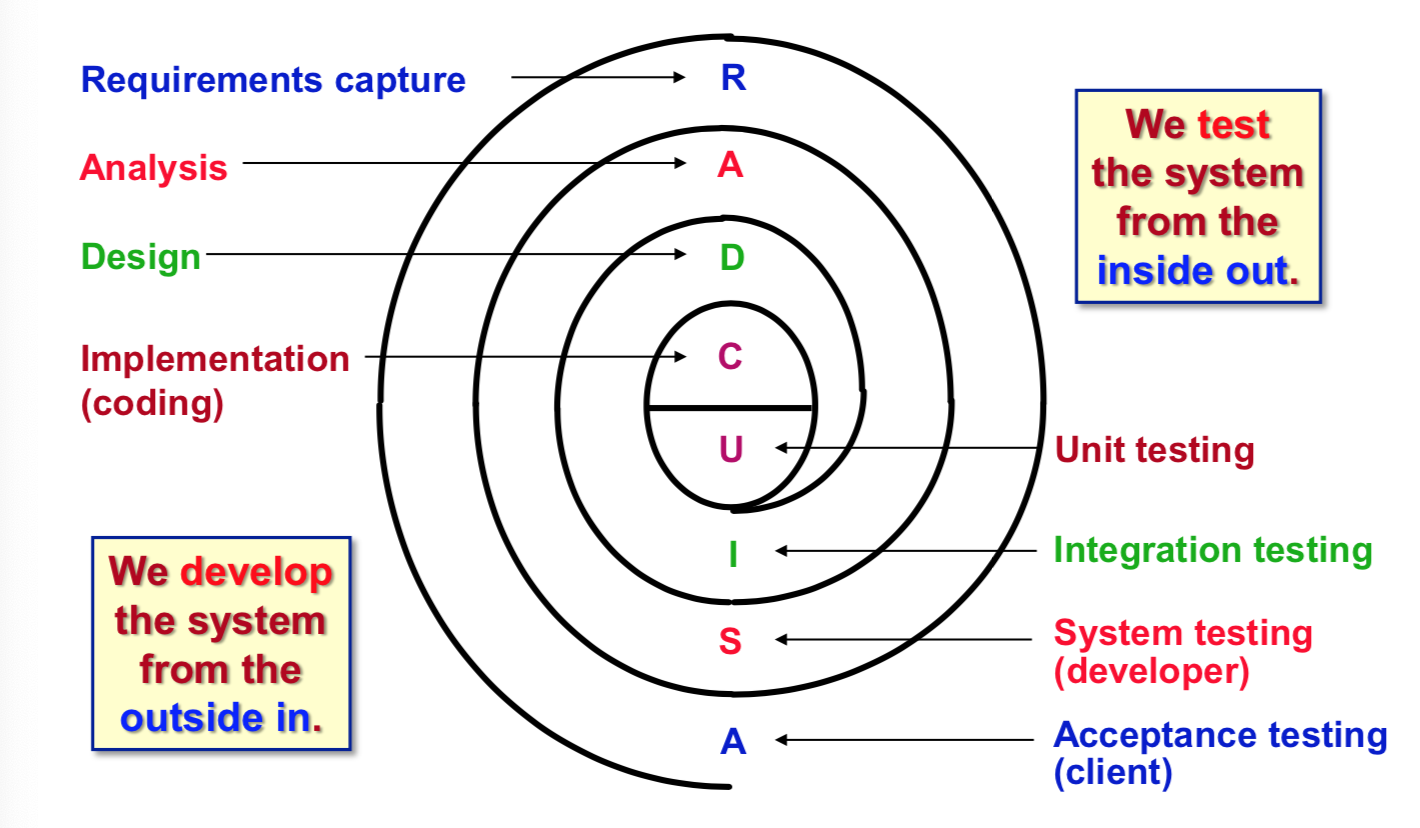 Requirements capture
R
We test
the system
from the
inside out.
Analysis
A
Design
D
Implementation
(coding)
C
U
Unit testing
I
Integration testing
We develop
the system
from the
outside in.
S
System testing
(developer)
A
Acceptance testing
(client)